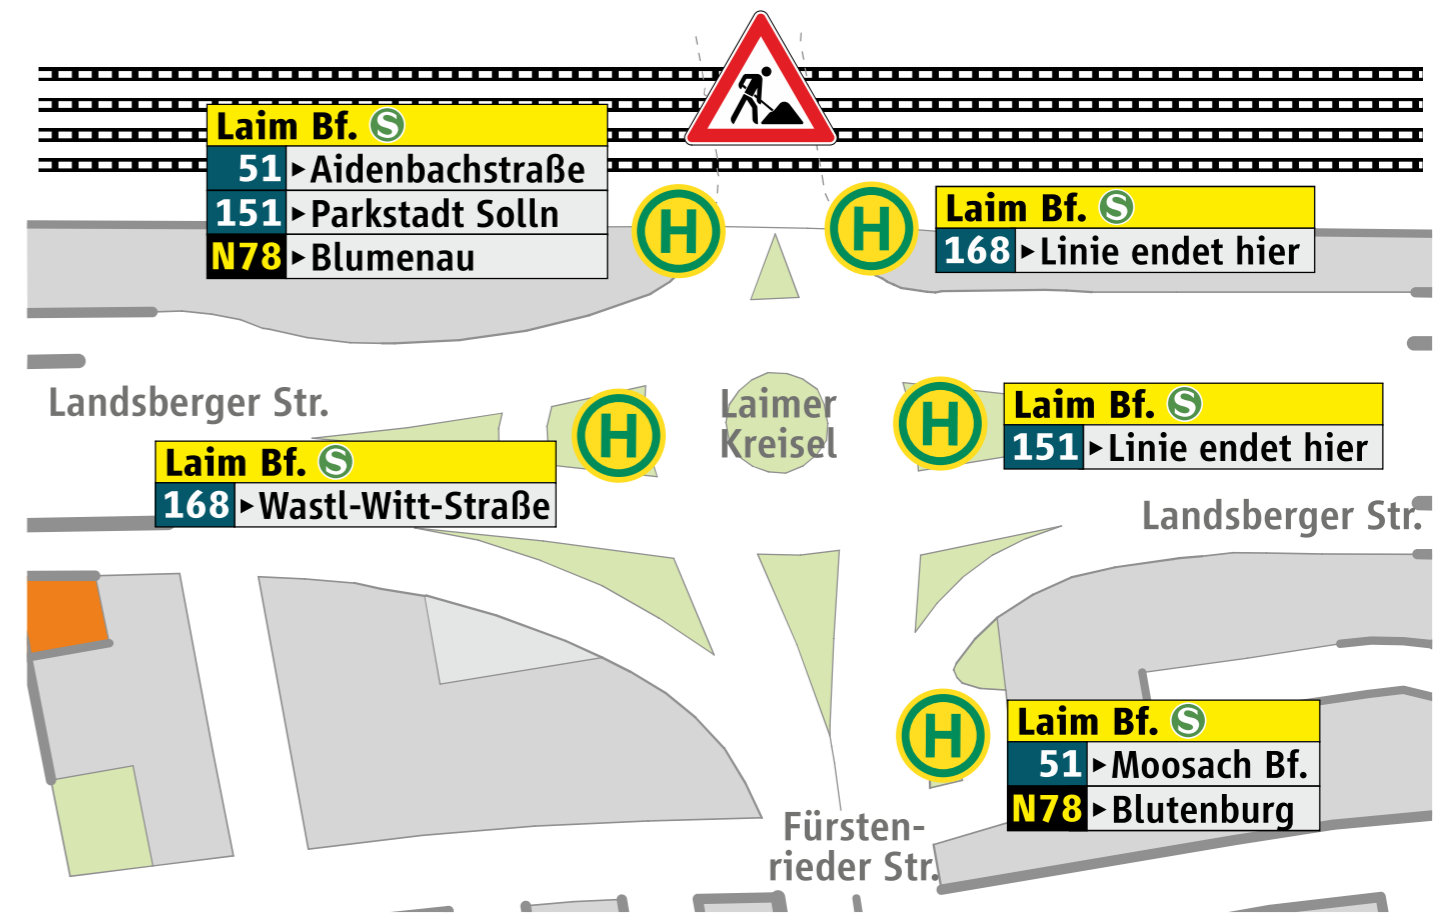 Laim Bf. S
51 ▸ Aidenbachstraße
151 ▸ Parkstadt Solln
N78 ▸ Blumenau
H
H
Laim Bf. S
168 ▸ Linie endet hier
Landsberger Str.
H
Laimer
Kreisel
H
Laim Bf. S
151 ▸ Linie endet hier
Laim Bf. S
168 ▸ Wastl-Witt-Straße
Landsberger Str.
H
Laim Bf. S
51 ▸ Moosach Bf.
N78 ▸ Blutenburg
Fürsten-
rieder Str.